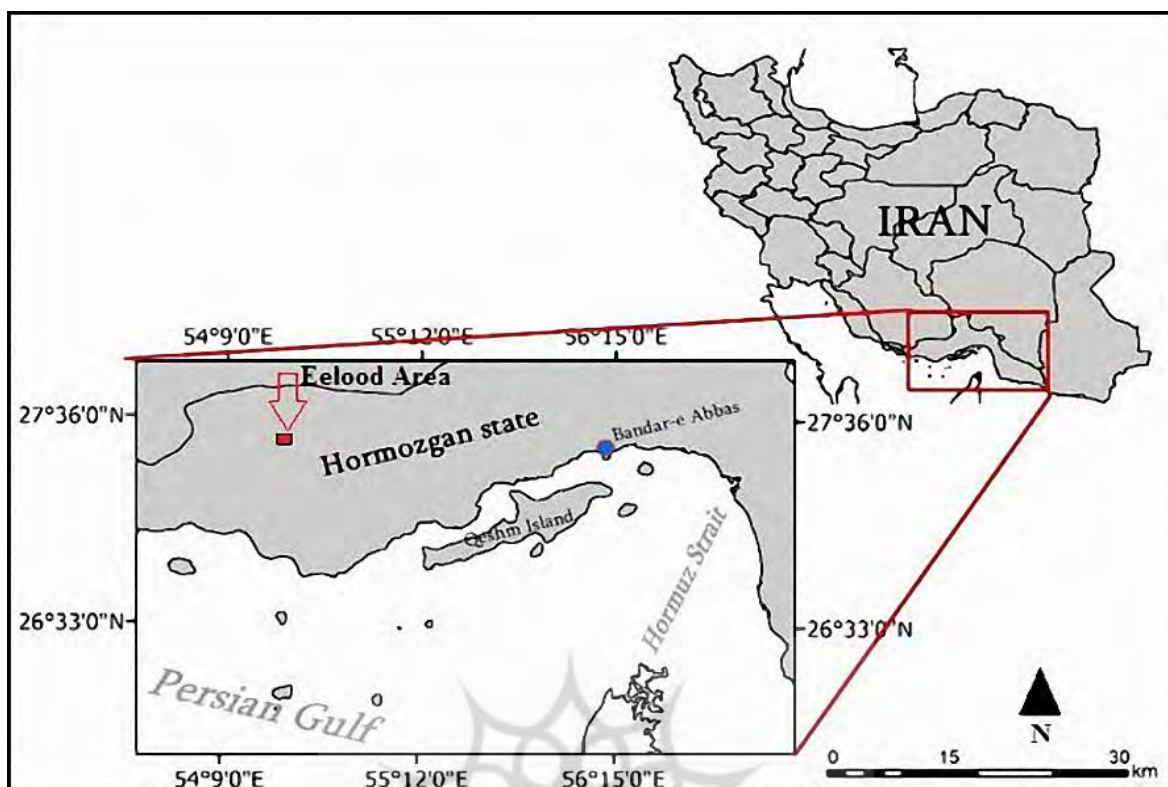 IRAN
54°9'0"E 55°12'0"E 56°15'0"E
Eelood Area
27°36'0"N 27°36'0"N
Bandar-e Abbas
Hormozgan state
Qeshm Island
Hormuz Strait
26°33'0"N 26°33'0"N
Persian Gulf
N
54°9'0"E 55°12'0"E 56°15'0"E
0 15 30
km